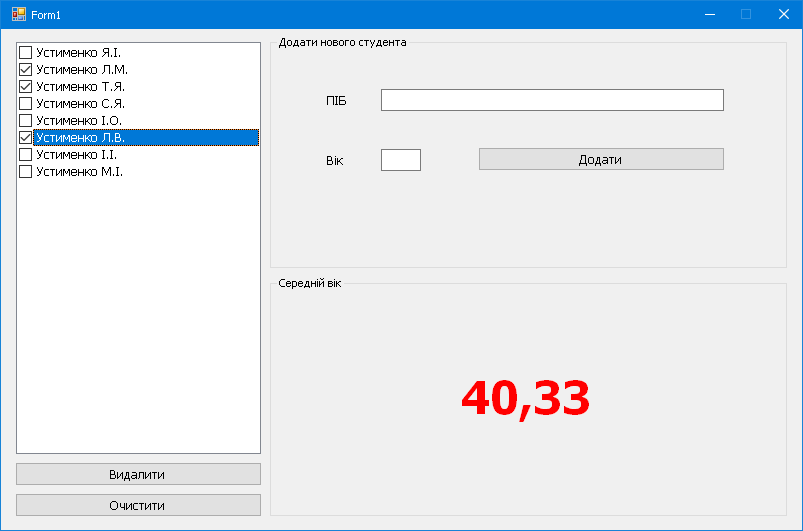 Form1
Устименко Я.І.
Устименко Л.М.
Устименко Т.Я.
Устименко С.Я.
Устименко І.О.
Устименко Л.В.
Устименко І.І.
Устименко М.І.
Видалити
Очистити
Додати нового студента
ПІБ
Вік
Додати
Середній вік
40,33